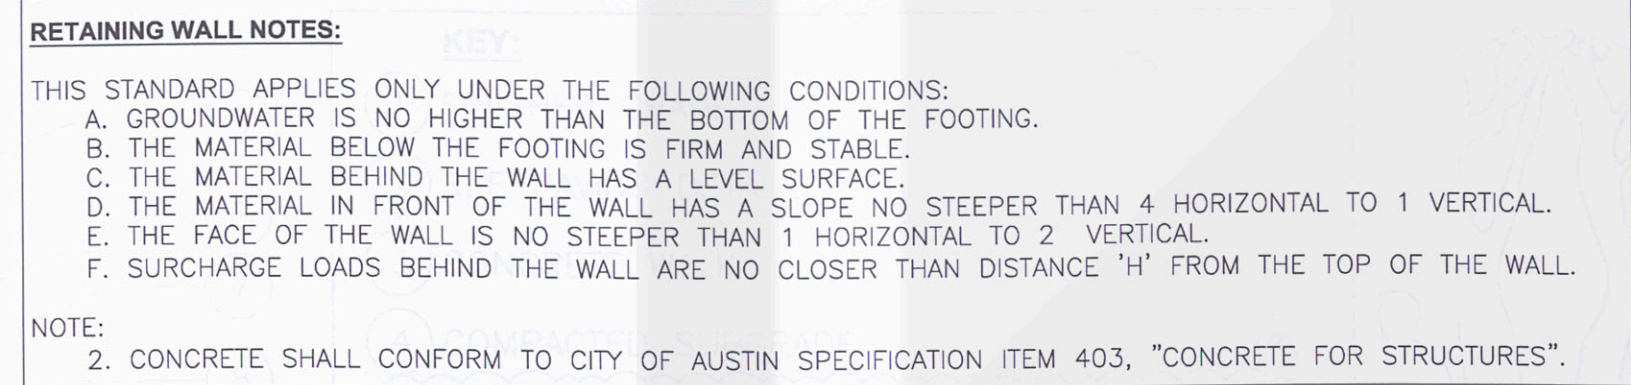 RETAINING WALL NOTES:
KEY:
THIS STANDARD APPLIES ONLY UNDER THE FOLLOWING CONDITIONS:
A. GROUNDWATER IS NO HIGHER THAN THE BOTTOM OF THE FOOTING.
B. THE MATERIAL BELOW THE FOOTING IS FIRM AND STABLE.
C. THE MATERIAL BEHIND THE WALL HAS A LEVEL SURFACE.
D. THE MATERIAL IN FRONT OF THE WALL HAS A SLOPE NO STEEPER THAN 4 HORIZONTAL TO 1 VERTICAL.
E. THE FACE OF THE WALL IS NO STEEPER THAN 1 HORIZONTAL TO 2 VERTICAL.
F. SURCHARGE LOADS BEHIND THE WALL ARE NO CLOSER THAN DISTANCE 'H' FROM THE TOP OF THE WALL.
NOTE:
4 COMPACTED SUBGRADE
2. CONCRETE SHALL CONFORM TO CITY OF AUSTIN SPECIFICATION ITEM 403, "CONCRETE FOR STRUCTURES".